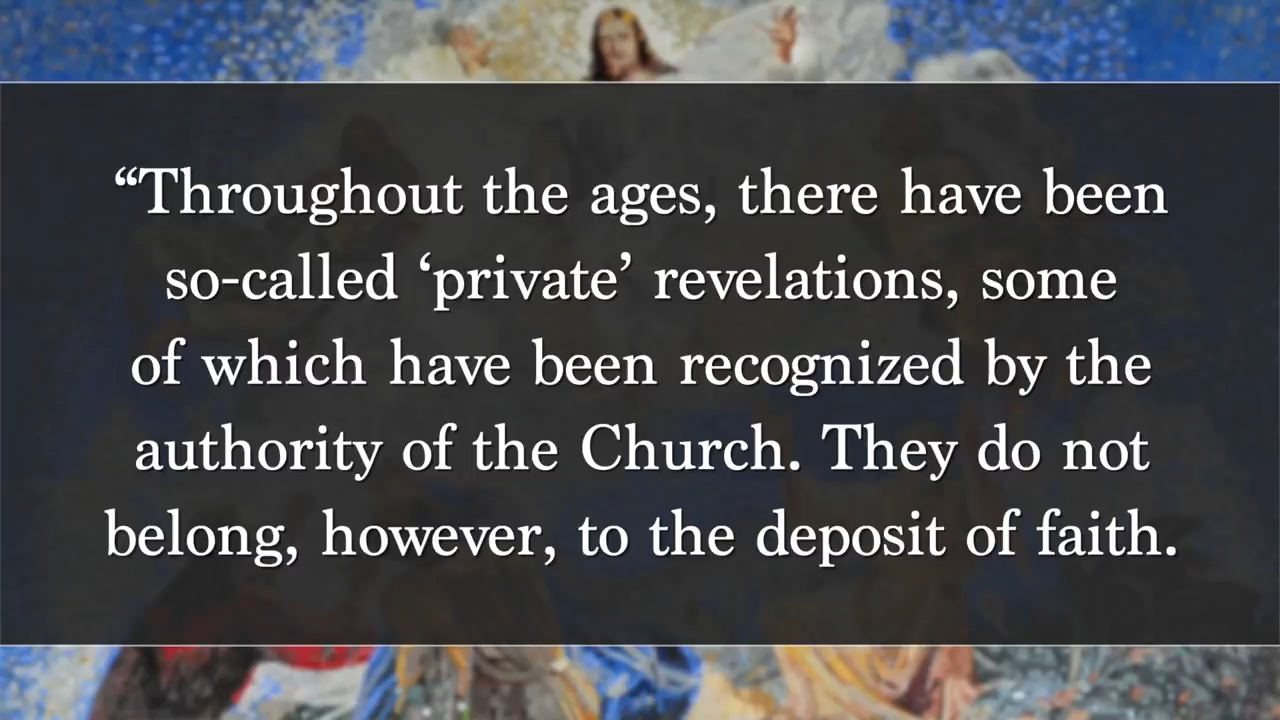 “Throughout the ages, there have been
so-called ‘private’ revelations, some
of which have been recognized by the
authority of the Church. They do not
belong, however, to the deposit of faith.